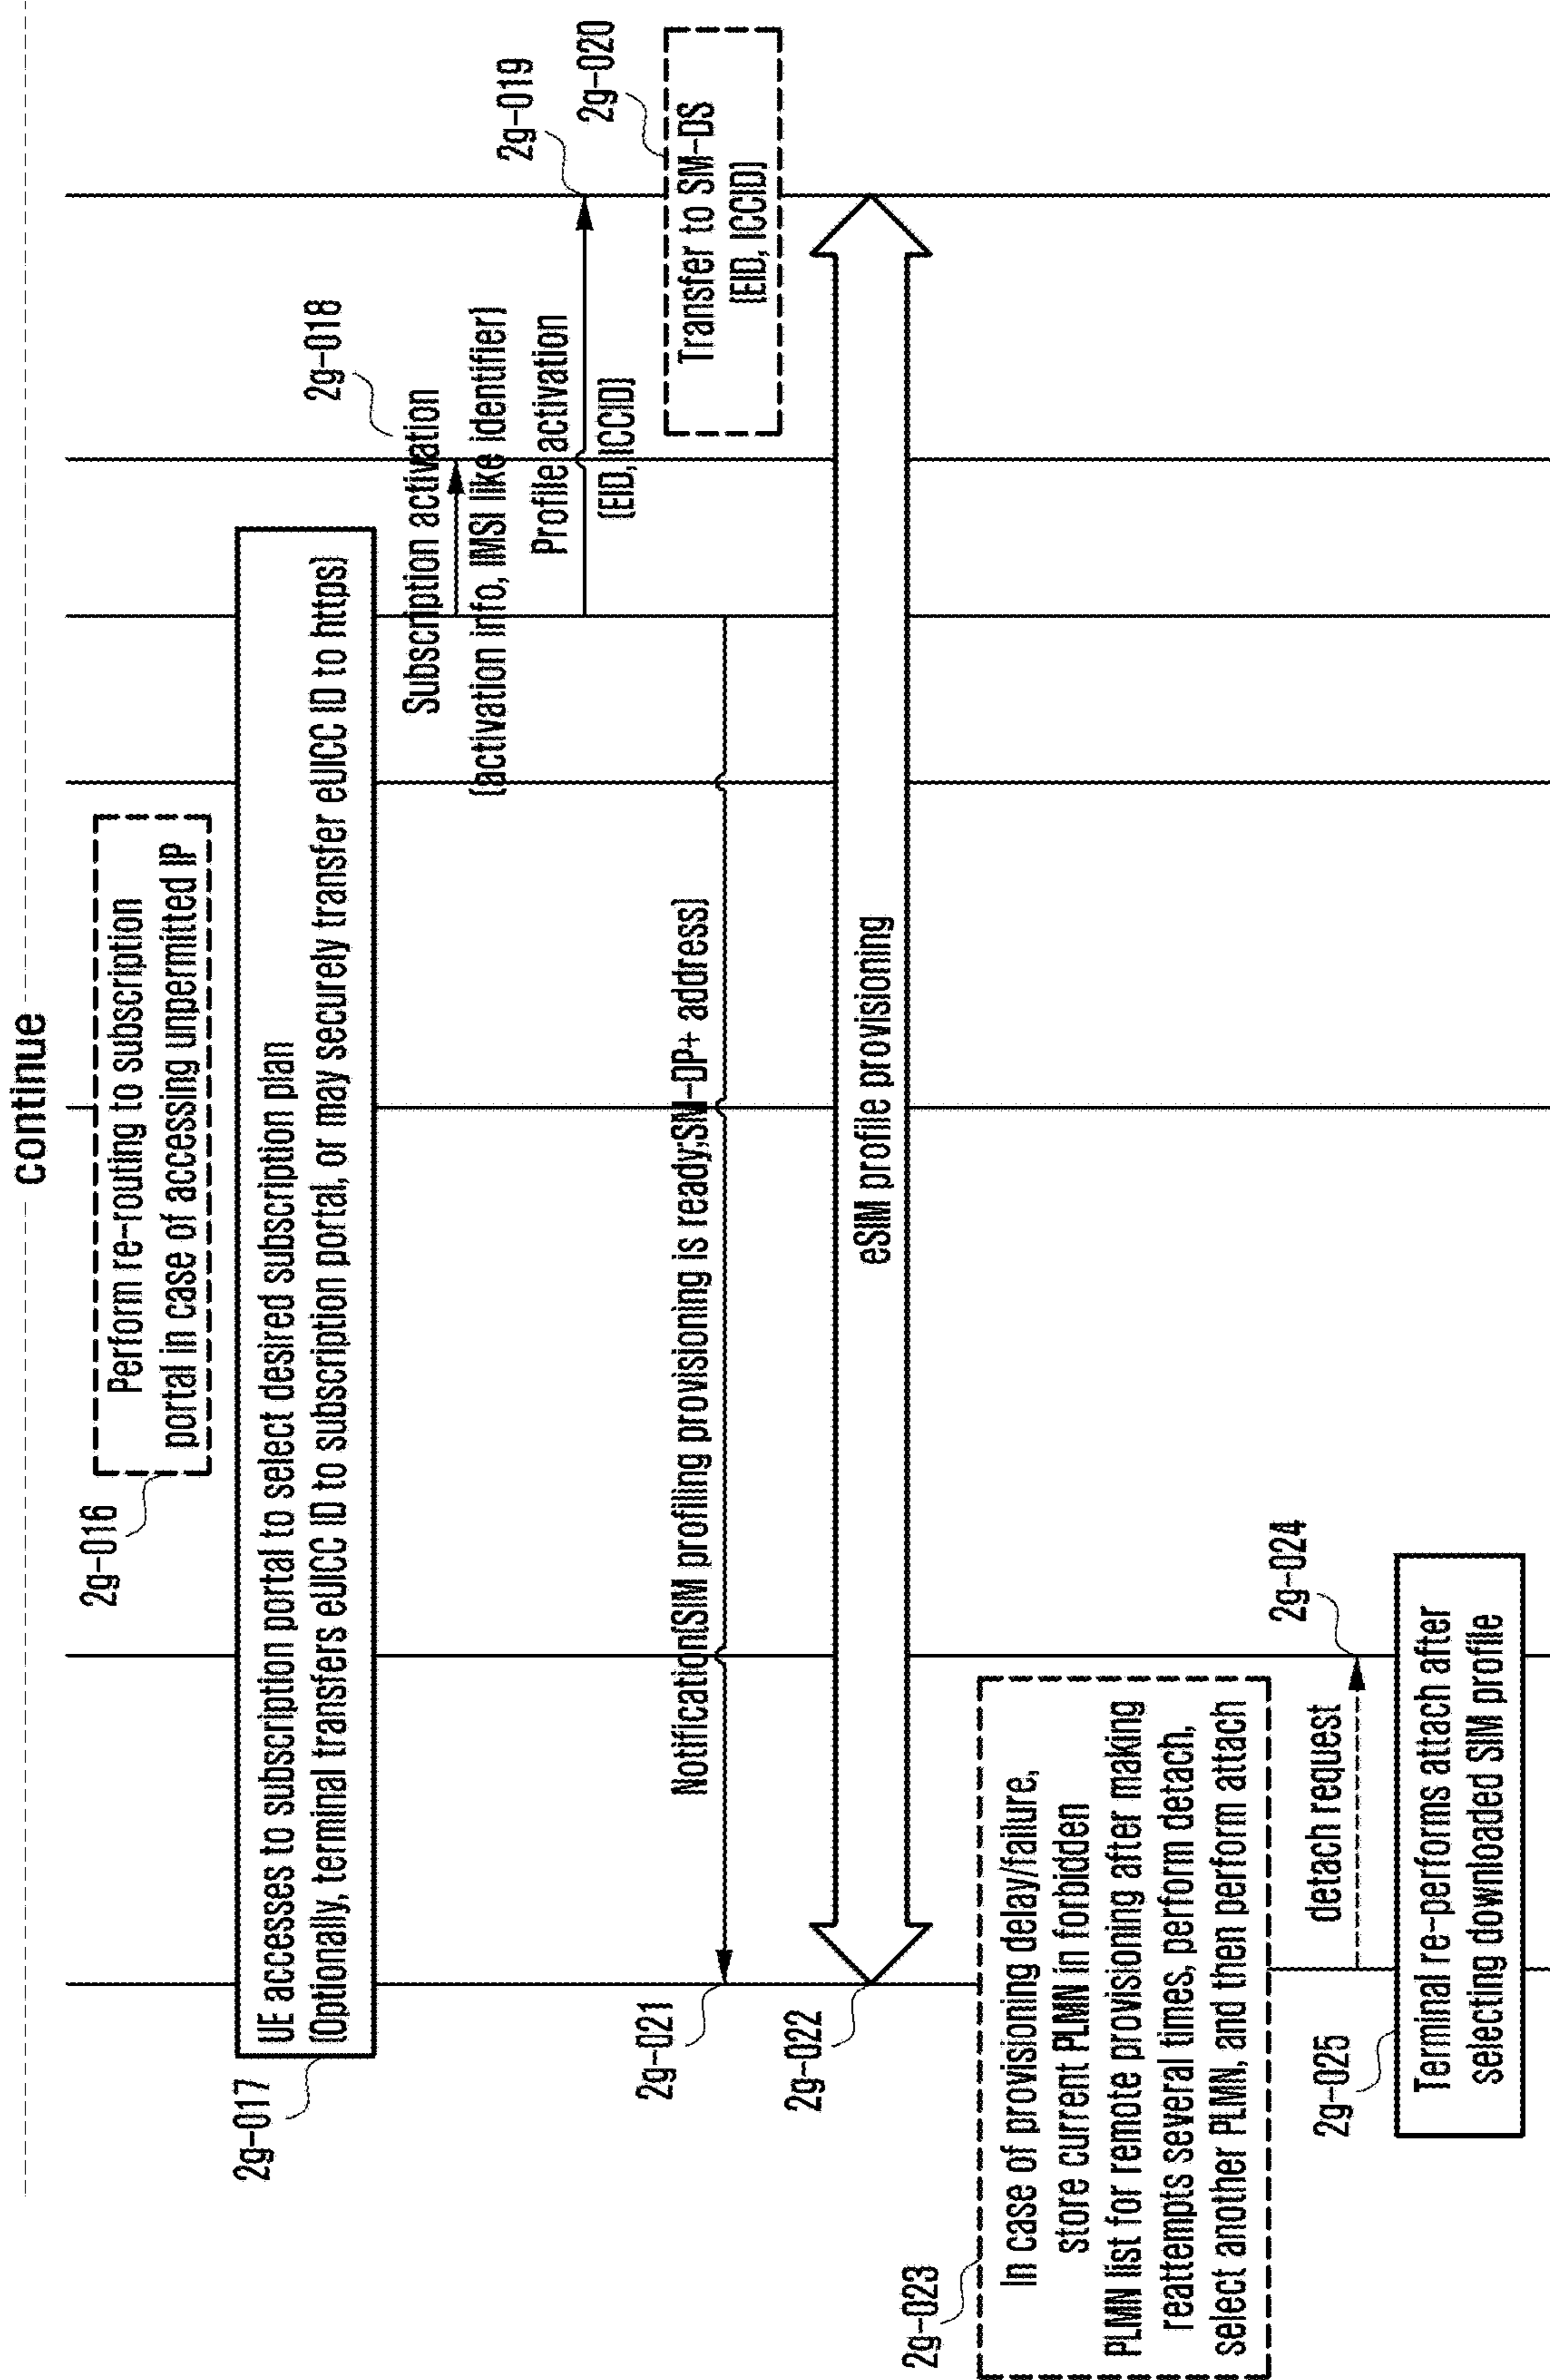 continue
2g-016
Perform re-routing to subscription
portal in case of accessing unpermitted IP
2g-017
UE accesses to subscription portal to select desired subscription plan
(Optionally, terminal transfers eUICC ID to subscription portal, or may securely transfer eUICC ID to https)
2g-018
Subscription activation
(activation info, IMSI like identifier)
2g-019
Profile activation
(EID, ICCID)
2g-020
Transfer to SM-DS
(EID, ICCID)
2g-021
Notification(SIM profiling provisioning is ready;SM-DP+ address)
2g-022
eSIM profile provisioning
2g-023
In case of provisioning delay/failure,
store current PLMN in forbidden
PLMN list for remote provisioning after making
reattempts several times, perform detach,
select another PLMN, and then perform attach
2g-024
detach request
2g-025
Terminal re-performs attach after
selecting downloaded SIM profile